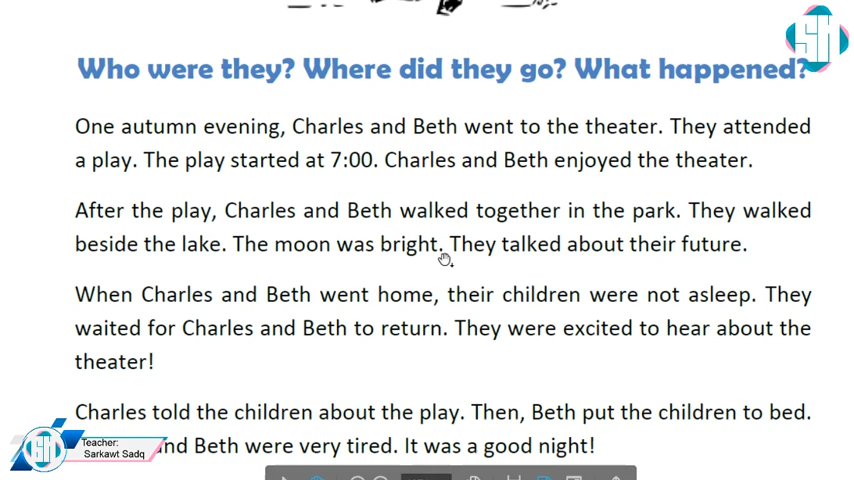 SH
Who were they? Where did they go? What happened?
One autumn evening, Charles and Beth went to the theater. They attended
a play. The play started at 7:00. Charles and Beth enjoyed the theater.
After the play, Charles and Beth walked together in the park. They walked
beside the lake. The moon was bright. They talked about their future.
When Charles and Beth went home, their children were not asleep. They
waited for Charles and Beth to return. They were excited to hear about the
theater!
Charles told the children about the play. Then, Beth put the children to bed.
and Beth were very tired. It was a good night!
SH
Teacher:
Sarkawt Sadq